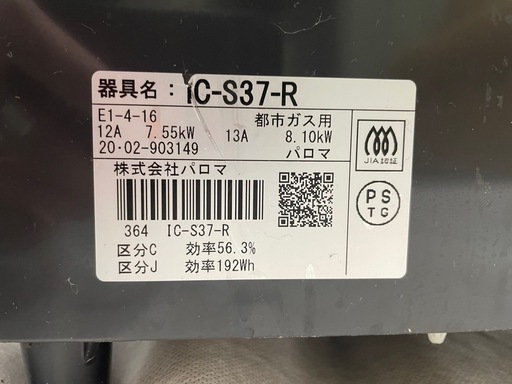 器具名：IC-S37-R
E1-4-16 都市ガス用
12A 7.55kW 13A 8.10kW
20・02-903149 パロマ
JIA認証
株式会社パロマ
PS
TG
364 IC-S37-R
区分C 効率56.3%
区分J 効率192Wh